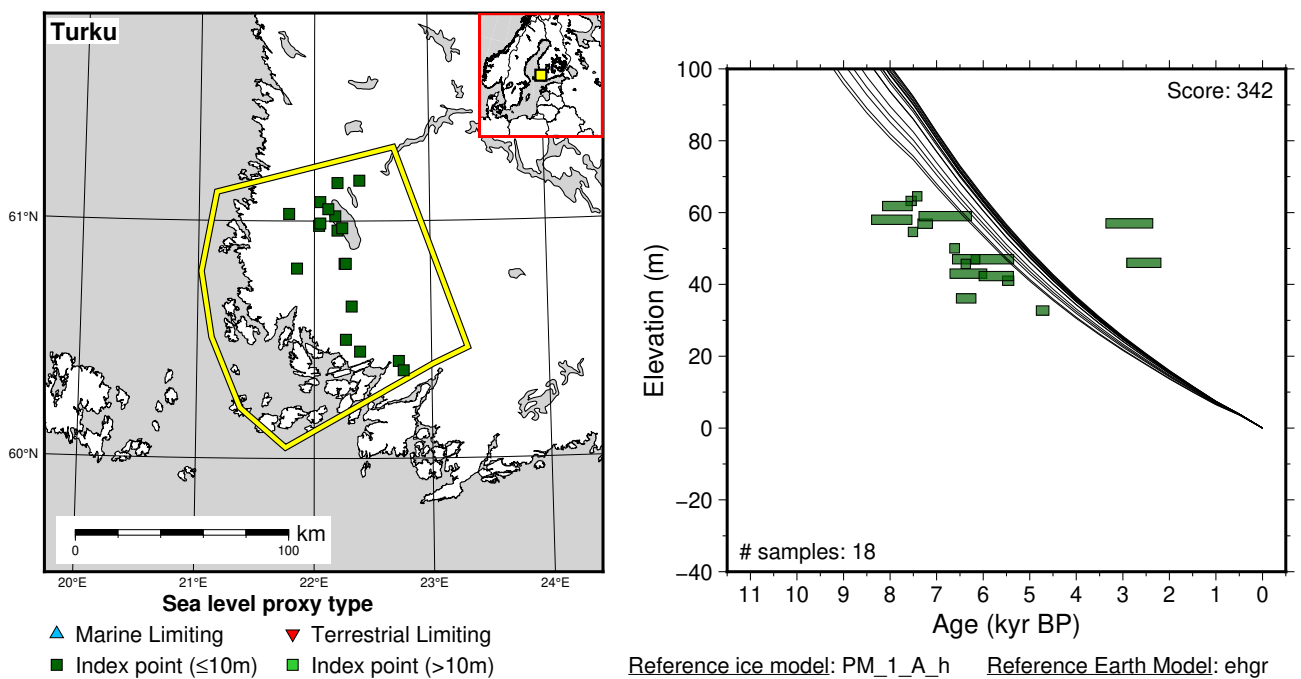 Turku
61°N
60°N
km
0 100
20°E 21°E 22°E 23°E 24°E
Sea level proxy type
Marine Limiting Terrestrial Limiting
Index point (≤10m) Index point (>10m)
Score: 342
100
80
60
40
20
0
−20
−40
Elevation (m)
# samples: 18
11 10 9 8 7 6 5 4 3 2 1 0
Age (kyr BP)
Reference ice model: PM_1_A_h Reference Earth Model: ehgr